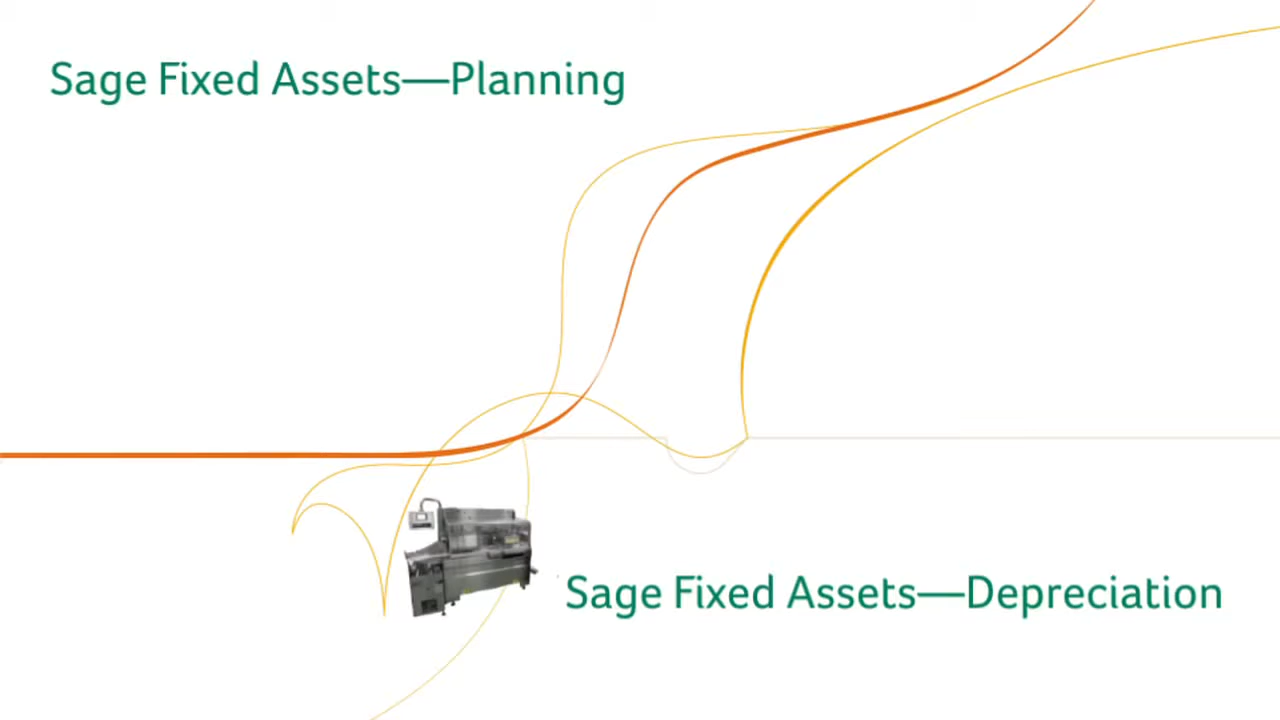 Sage Fixed Assets—Planning
Sage Fixed Assets—Depreciation